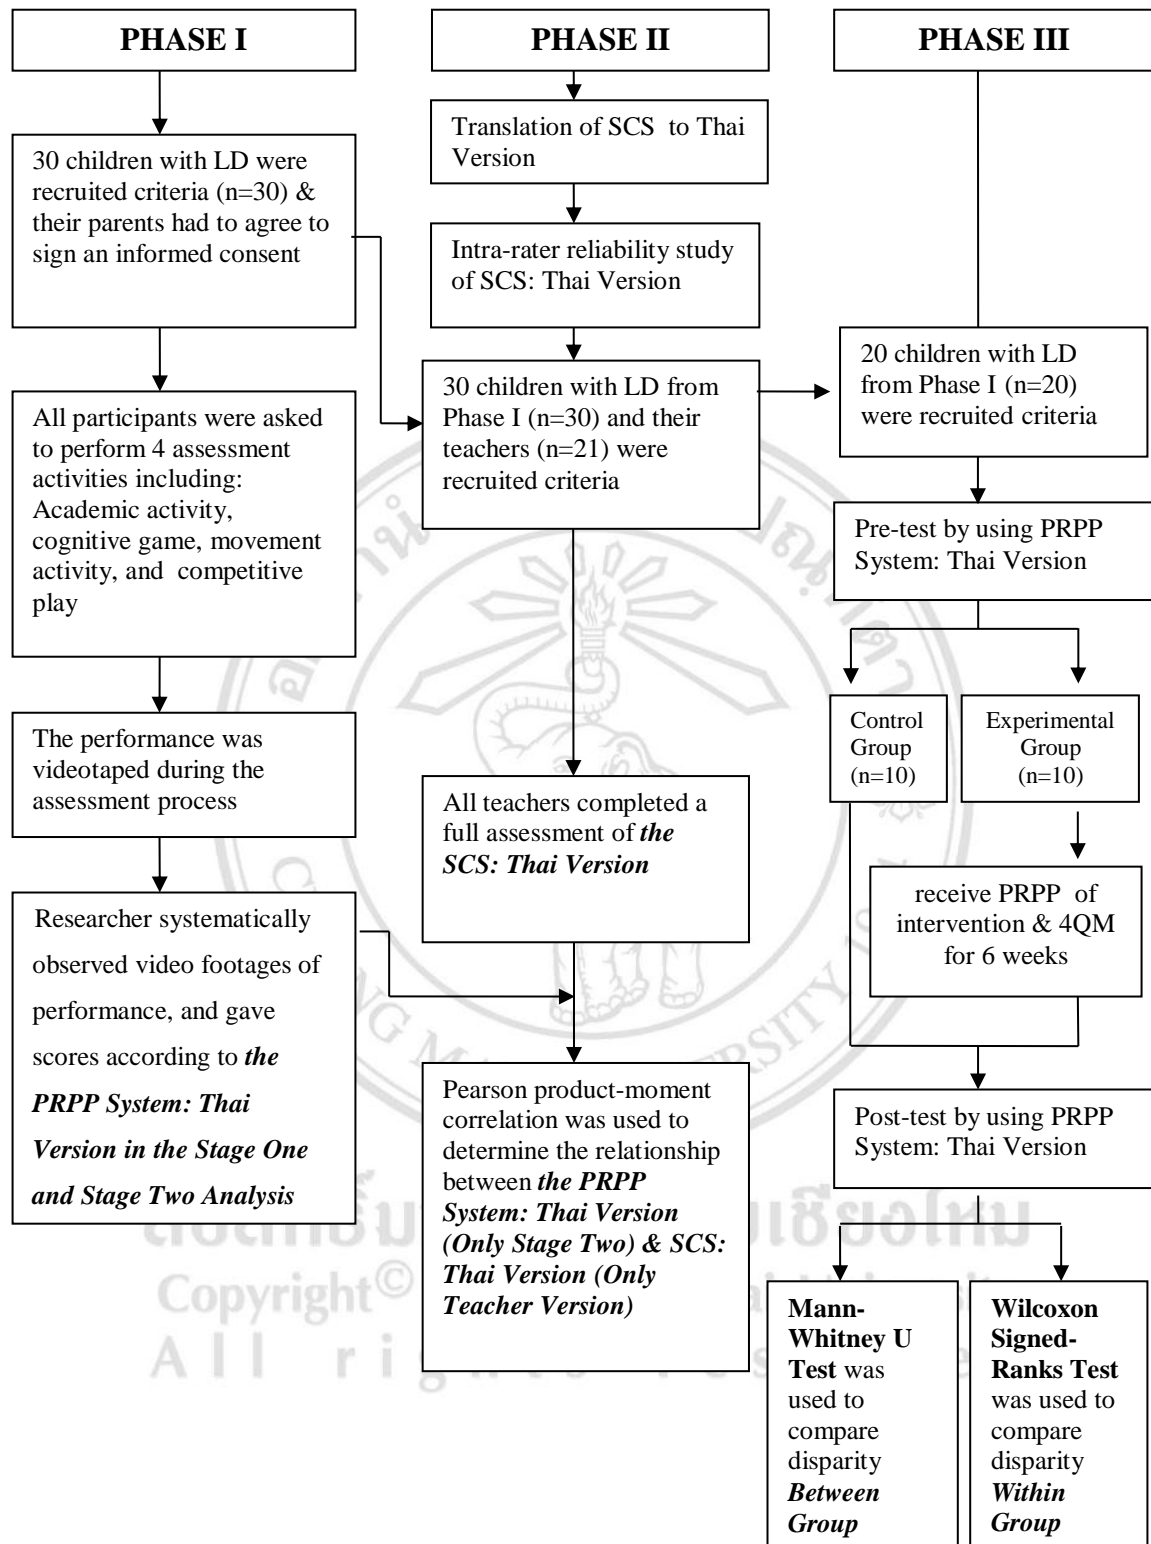 PHASE I
30 children with LD were
recruited criteria (n=30) &
their parents had to agree to
sign an informed consent
All participants were asked
to perform 4 assessment
activities including:
Academic activity,
cognitive game, movement
activity, and competitive
play
The performance was
videotaped during the
assessment process
Researcher systematically
observed video footages of
performance, and gave
scores according to the
PRPP System: Thai
Version in the Stage One
and Stage Two Analysis
PHASE II
Translation of SCS to Thai
Version
Intra-rater reliability study
of SCS: Thai Version
30 children with LD from
Phase I (n=30) and their
teachers (n=21) were
recruited criteria
All teachers completed a
full assessment of the
SCS: Thai Version
Pearson product-moment
correlation was used to
determine the relationship
between the PRPP
System: Thai Version
(Only Stage Two) & SCS:
Thai Version (Only
Teacher Version)
PHASE III
20 children with LD
from Phase I (n=20)
were recruited criteria
Pre-test by using PRPP
System: Thai Version
Control
Group
(n=10)
Experimental
Group
(n=10)
receive PRPP of
intervention & 4QM
for 6 weeks
Post-test by using PRPP
System: Thai Version
Mann-
Whitney U
Test was
used to
compare
disparity
Between
Group
Wilcoxon
Signed-
Ranks Test
was used to
compare
disparity
Within
Group
Copyright©
All